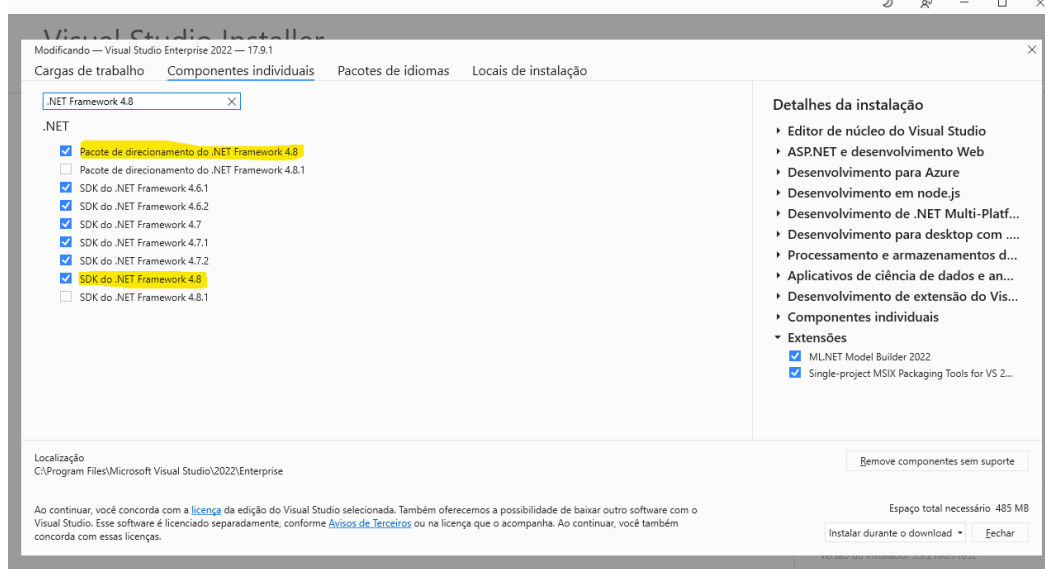 Visual Studio Installer
Modificando — Visual Studio Enterprise 2022 — 17.9.1
Cargas de trabalho Componentes individuais Pacotes de idiomas Locais de instalação
.NET Framework 4.8
.NET
Pacote de direcionamento do .NET Framework 4.8
Pacote de direcionamento do .NET Framework 4.8.1
SDK do .NET Framework 4.6.1
SDK do .NET Framework 4.6.2
SDK do .NET Framework 4.7
SDK do .NET Framework 4.7.1
SDK do .NET Framework 4.7.2
SDK do .NET Framework 4.8
SDK do .NET Framework 4.8.1
Detalhes da instalação
Editor de núcleo do Visual Studio
ASP.NET e desenvolvimento Web
Desenvolvimento para Azure
Desenvolvimento em node.js
Desenvolvimento de .NET Multi-Platf...
Desenvolvimento para desktop com ....
Processamento e armazenamentos d...
Aplicativos de ciência de dados e an...
Desenvolvimento de extensão do Vis...
Componentes individuais
Extensões
ML.NET Model Builder 2022
Single-project MSIX Packaging Tools for VS 2...
Localização
C:\Program Files\Microsoft Visual Studio\2022\Enterprise
Remove componentes sem suporte
Ao continuar, você concorda com a licença da edição do Visual Studio selecionada. Também oferecemos a possibilidade de baixar outro software com o
Visual Studio. Esse software é licenciado separadamente, conforme Avisos de Terceiros ou na licença que o acompanha. Ao continuar, você também
concorda com essas licenças.
Espaço total necessário 485 MB
Instalar durante o download Fechar